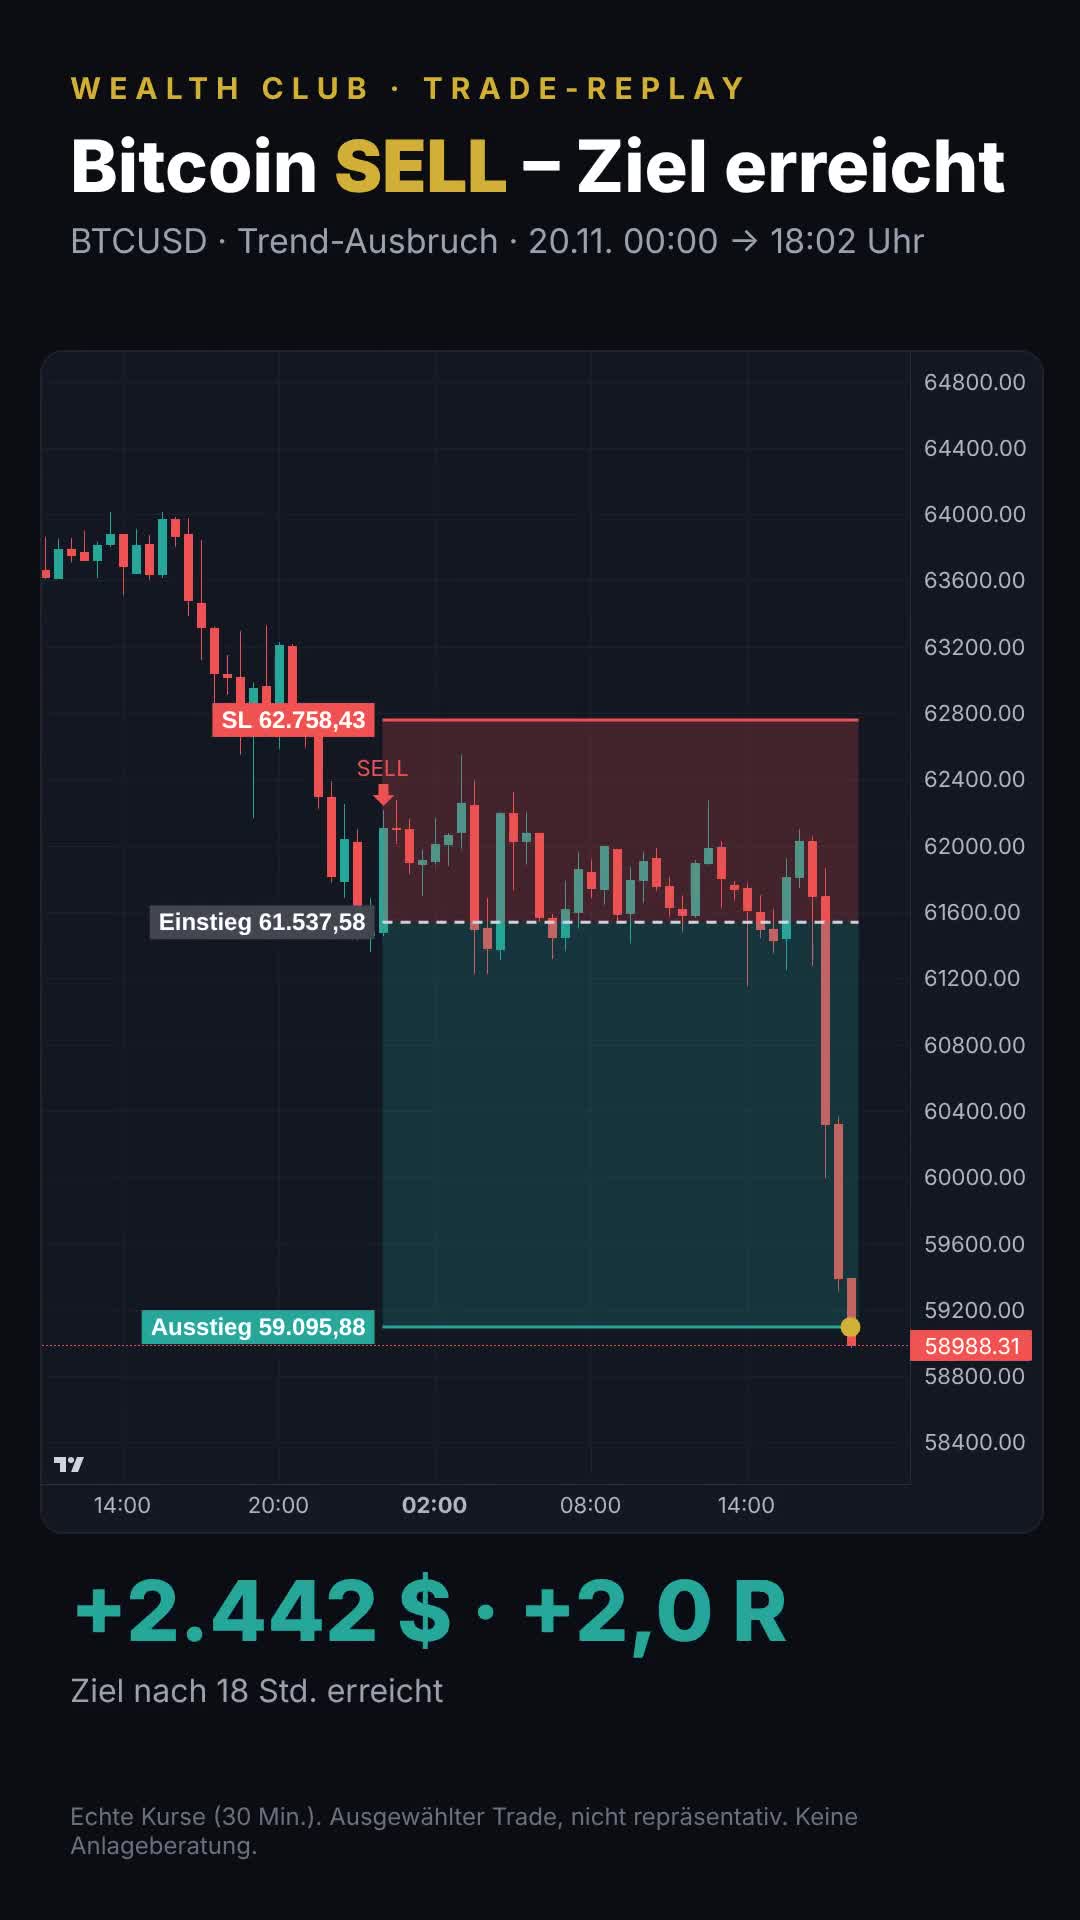 WEALTH CLUB · TRADE-REPLAY
Bitcoin SELL – Ziel erreicht
BTCUSD · Trend-Ausbruch · 20.11. 00:00 → 18:02 Uhr
64800.00
64400.00
64000.00
63600.00
63200.00
SL 62.758,43
62800.00
SELL
62400.00
62000.00
Einstieg 61.537,58
61600.00
61200.00
60800.00
60400.00
60000.00
59600.00
59200.00
Ausstieg 59.095,88
58988.31
58800.00
58400.00
14:00 20:00 02:00 08:00 14:00
+2.442 $ · +2,0 R
Ziel nach 18 Std. erreicht
Echte Kurse (30 Min.). Ausgewählter Trade, nicht repräsentativ. Keine
Anlageberatung.